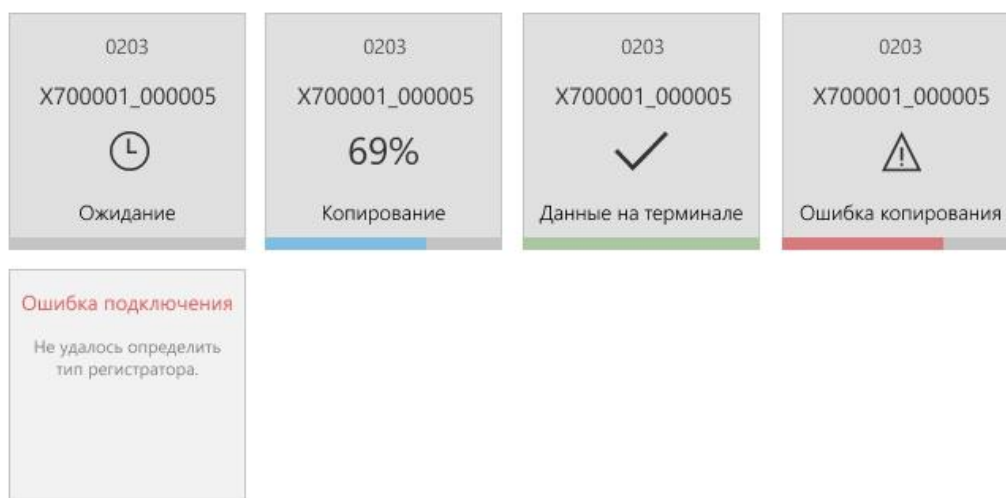 0203
X700001_000005
Ожидание
0203
X700001_000005
69%
Копирование
0203
X700001_000005
Данные на терминале
0203
X700001_000005
Ошибка копирования
Ошибка подключения
Не удалось определить
тип регистратора.